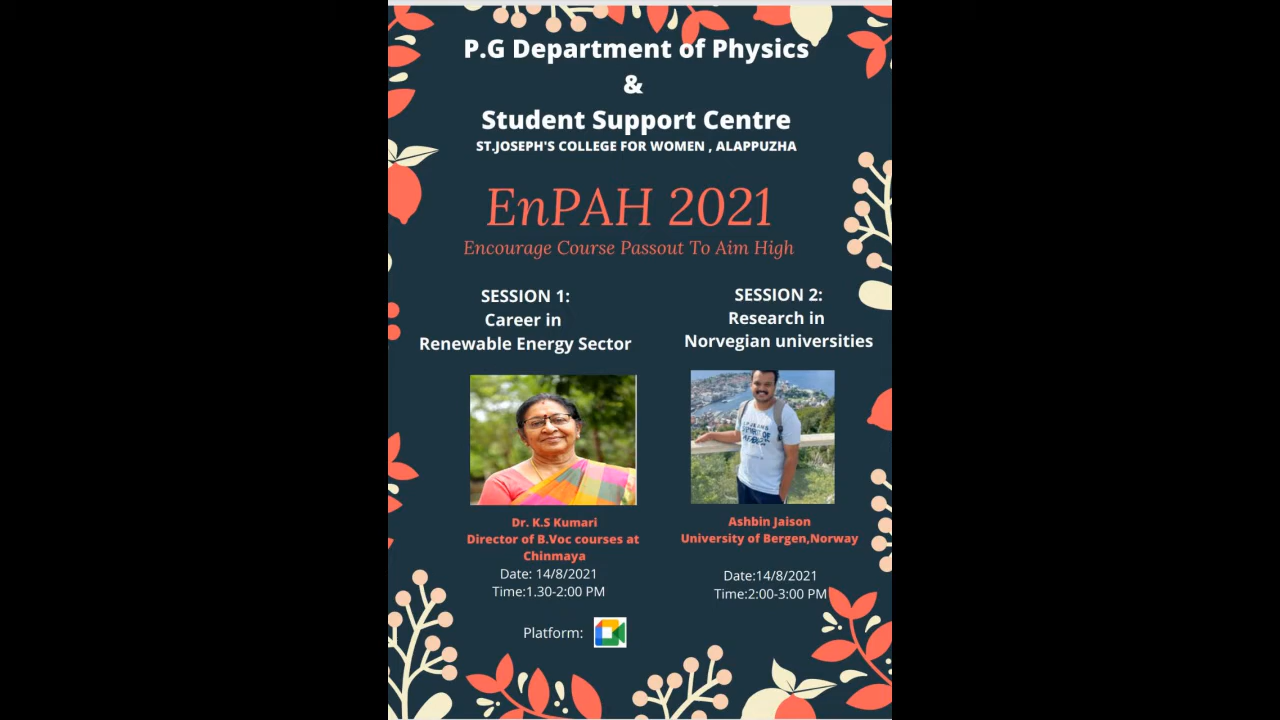 P.G Department of Physics
&
Student Support Centre
ST.JOSEPH'S COLLEGE FOR WOMEN , ALAPPUZHA
EnPAH 2021
Encourage Course Passout To Aim High
SESSION 1:
Career in
Renewable Energy Sector
Dr. K.S Kumari
Director of B.Voc courses at
Chinmaya
Date: 14/8/2021
Time:1.30-2:00 PM
SESSION 2:
Research in
Norvegian universities
Ashbin Jaison
University of Bergen,Norway
Date:14/8/2021
Time:2:00-3:00 PM
Platform: